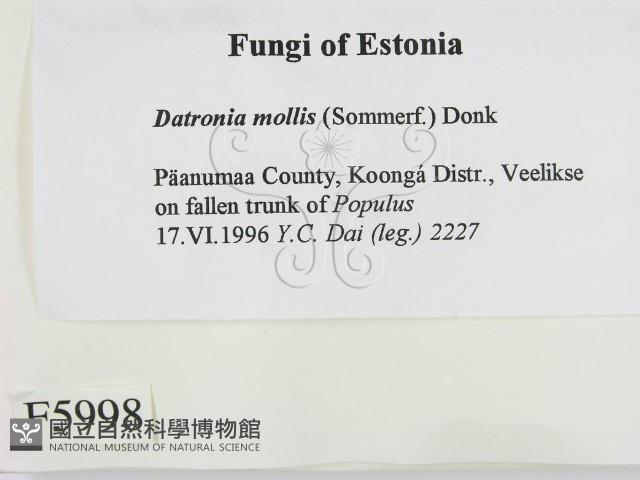 Fungi of Estonia
Datronia mollis (Sommerf.) Donk
Päanumaa County, Koongá Distr., Veelikse
on fallen trunk of Populus
17.VI.1996 Y.C. Dai (leg.) 2227
F5998
國立自然科學博物館
NATIONAL MUSEUM OF NATURAL SCIENCE